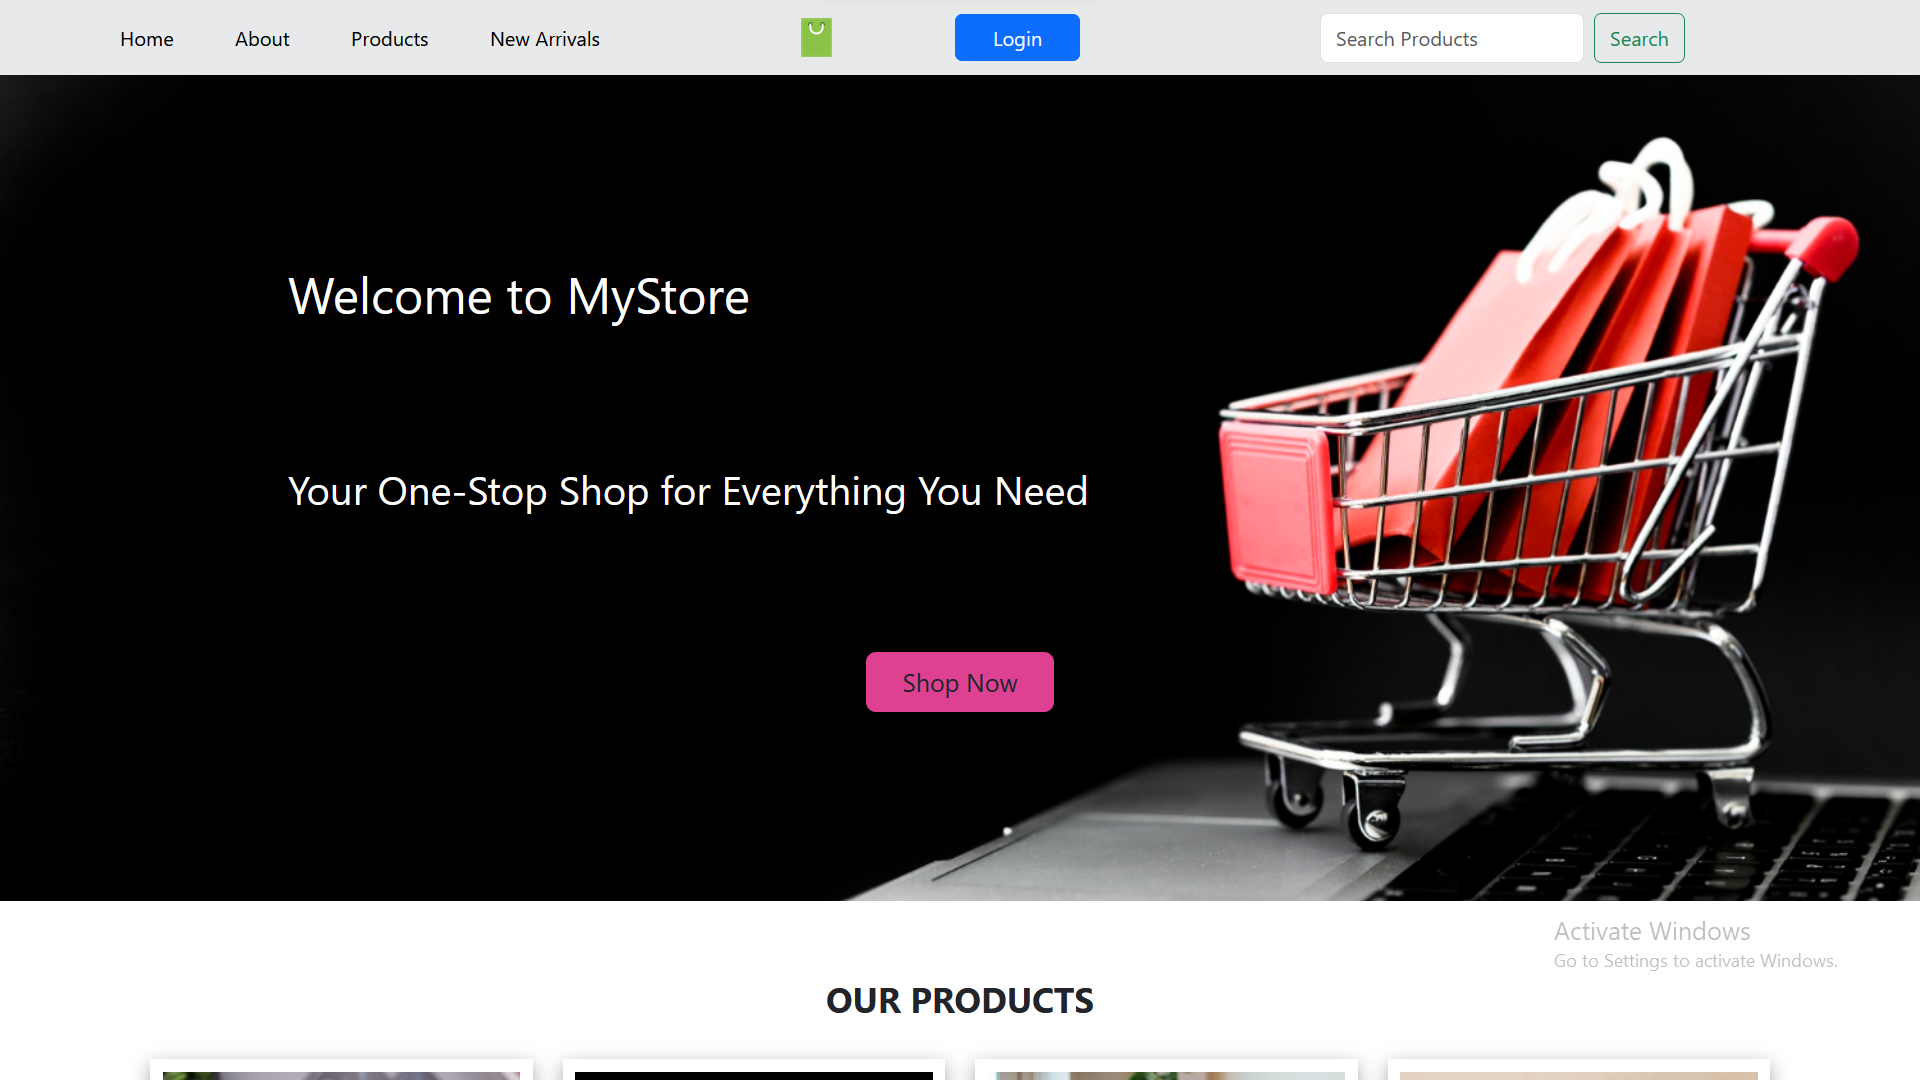 Home
About
Products
New Arrivals
Login
Search Products
Search
Welcome to MyStore
Your One-Stop Shop for Everything You Need
Shop Now
Activate Windows
Go to Settings to activate Windows.
OUR PRODUCTS